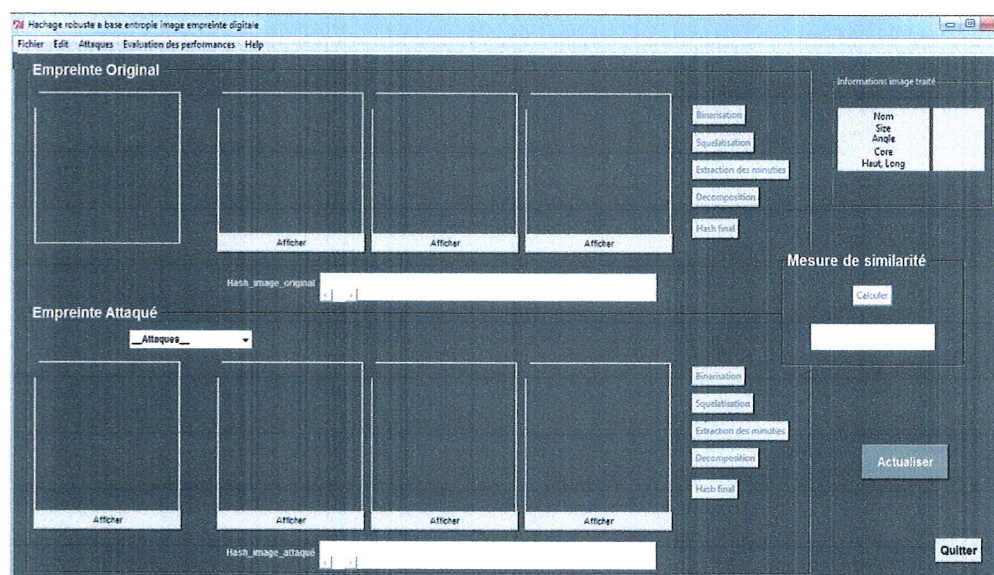 Hachage robuste a base entropie image empreinte digitale
Fichier Edit Attaques Evaluation des performances Help
Empreinte Original
Informations image traité
Binarisation
Squelatisation
Extraction des minuties
Decomposition
Hash final
Nom
Size
Angle
Core
Haut, Long
Afficher Afficher Afficher
Hash_image_original
Mesure de similarité
Calculer
Empreinte Attaqué
__Attaques__
Binarisation
Squelatisation
Extraction des minuties
Decomposition
Hash final
Actualiser
Afficher Afficher Afficher Afficher
Hash_image_attaqué
Quitter